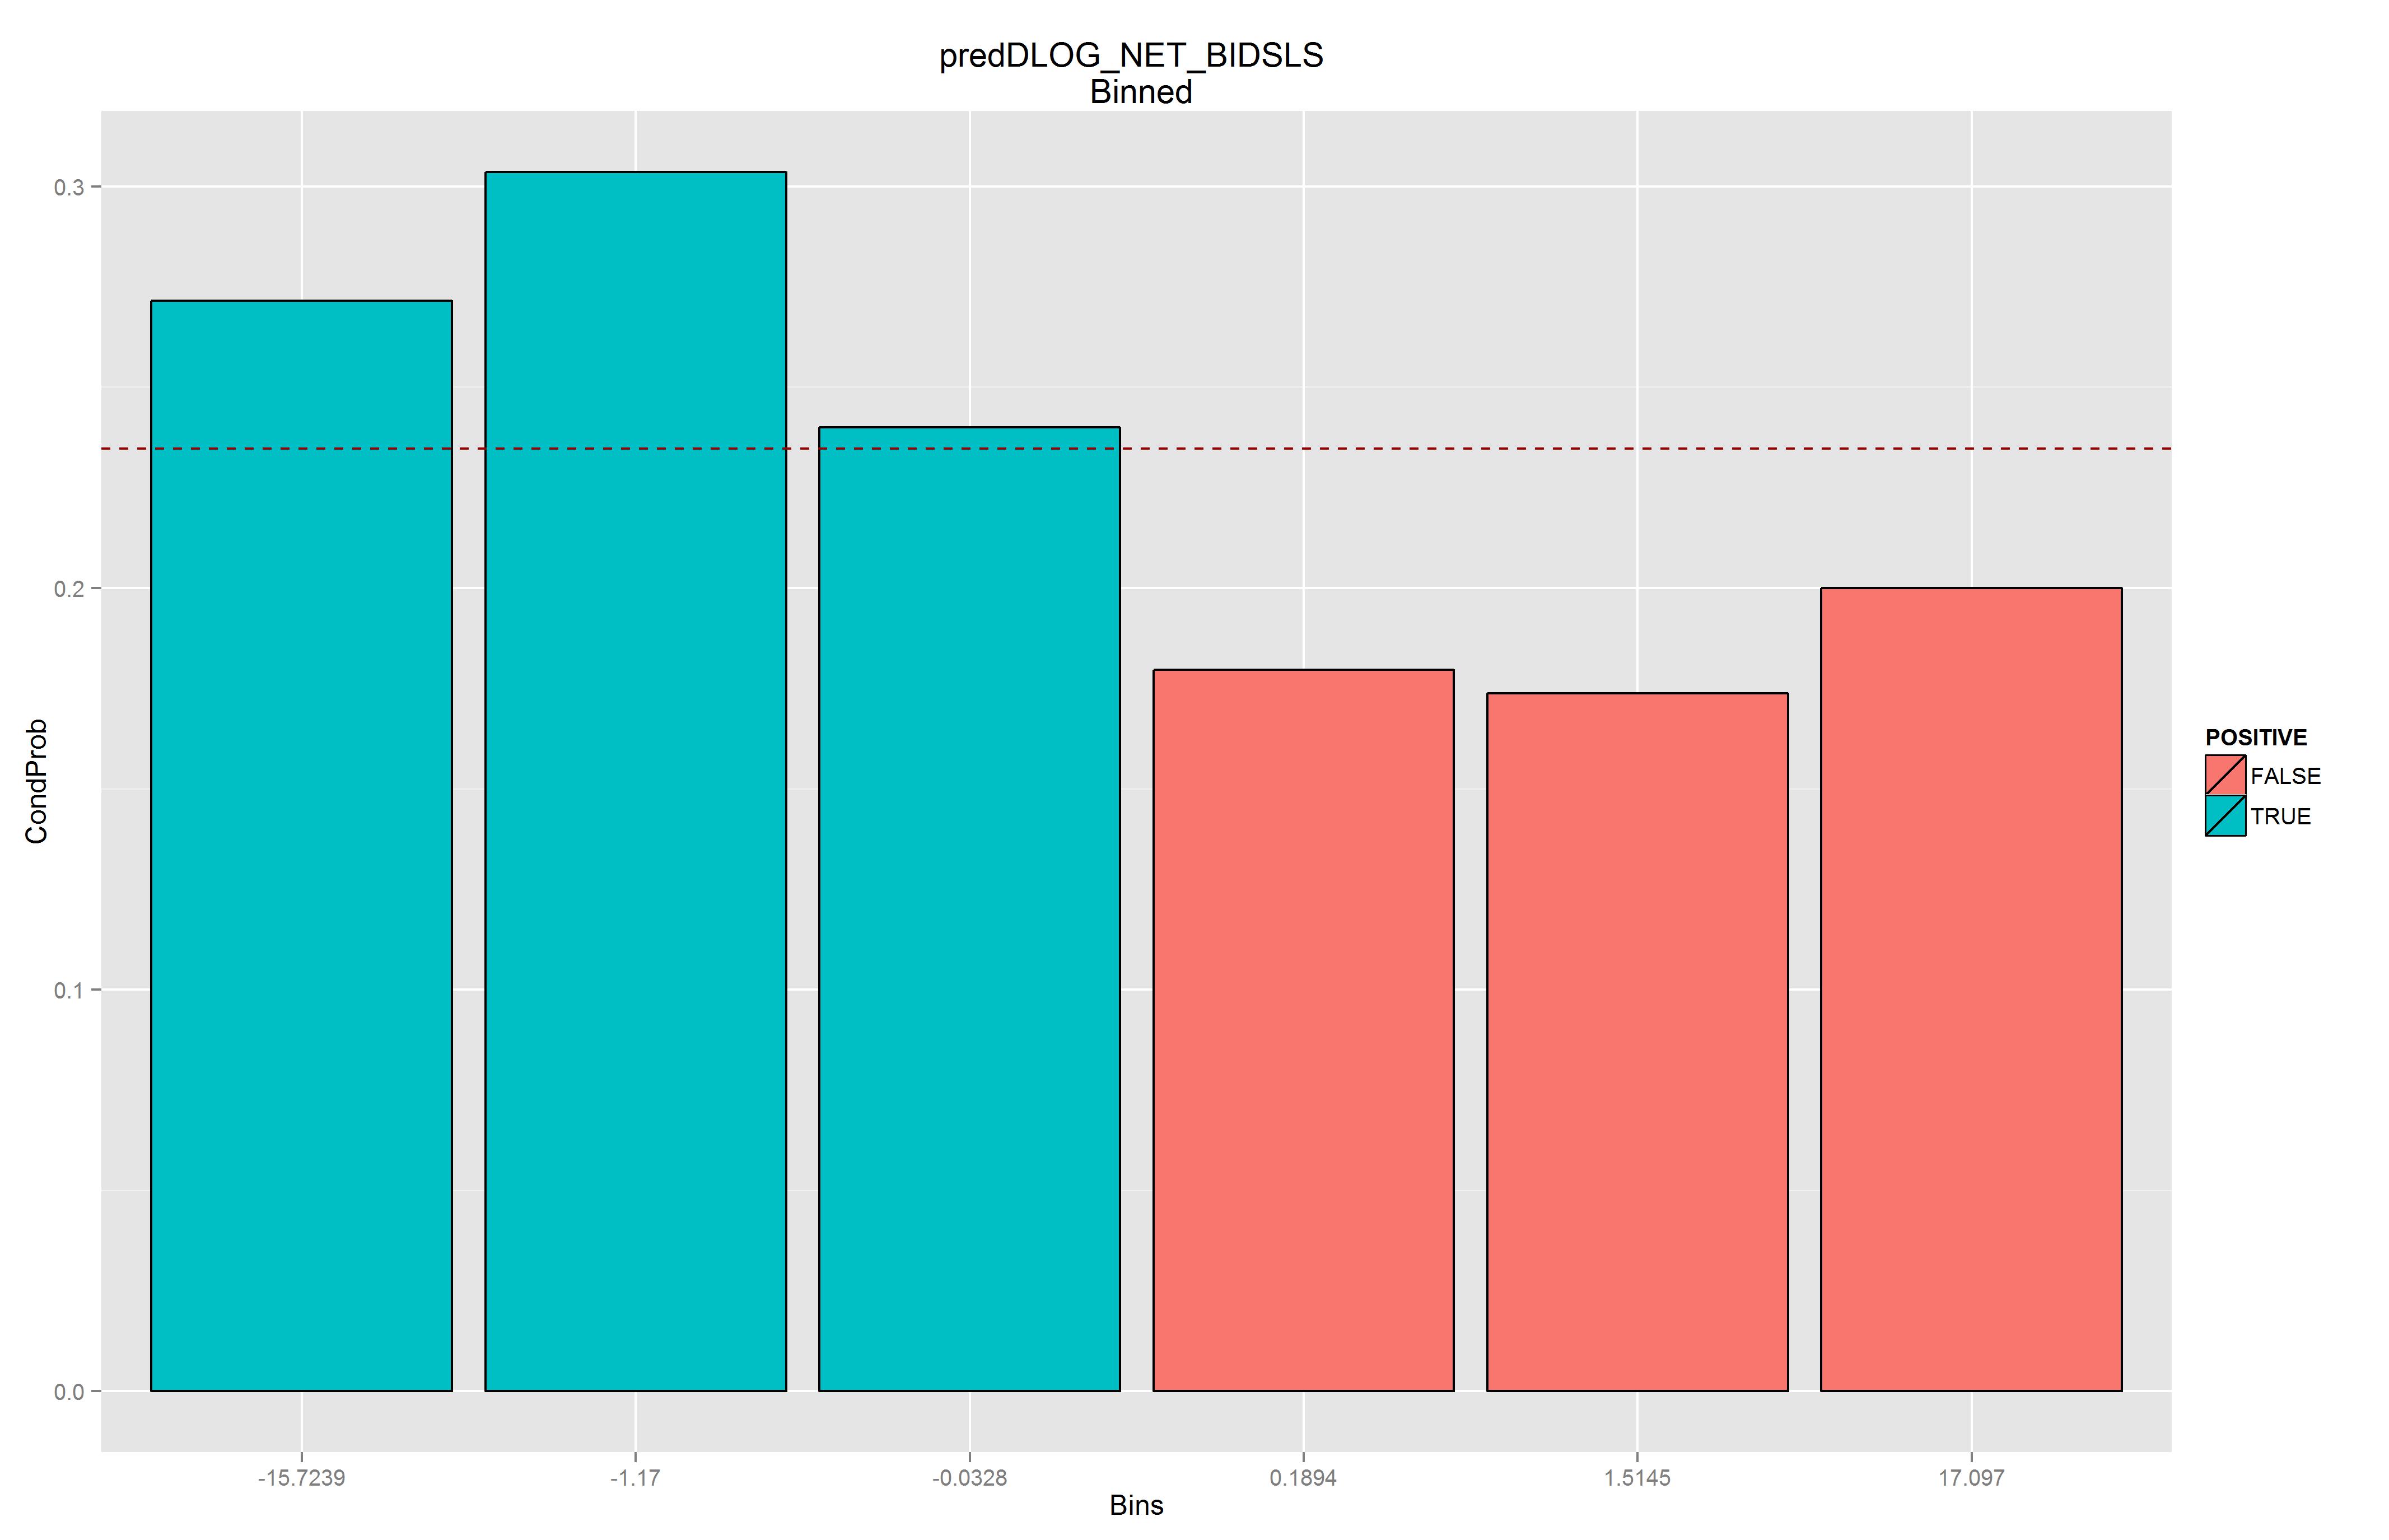 predDLOG_NET_BIDSLS
Binned
0.3
0.2
0.1
0.0
CondProb
-15.7239
-1.17
-0.0328
0.1894
1.5145
17.097
Bins
POSITIVE
FALSE
TRUE